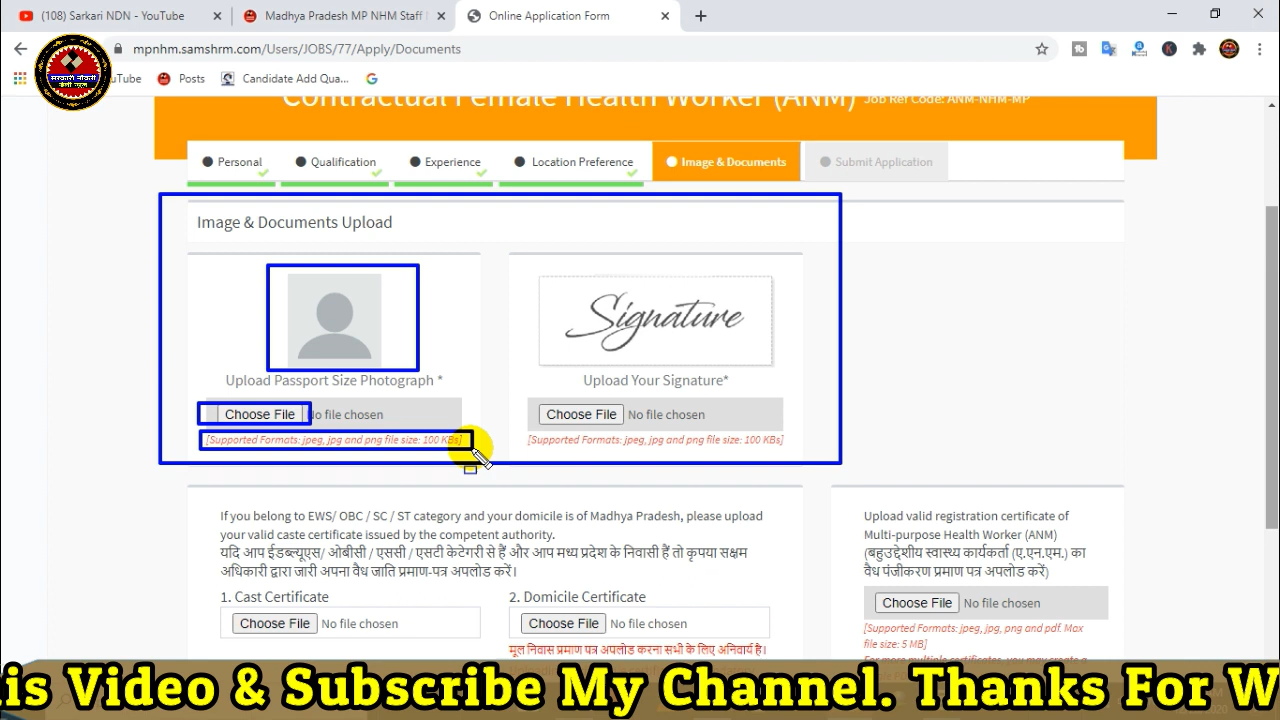 (108) Sarkari NDN - YouTube
Madhya Pradesh MP NHM Staff
Online Application Form
mpnhm.samshrm.com/Users/JOBS/77/Apply/Documents
Posts
Candidate Add Qua...
सरकारी नौकरी
डेली न्यूज़
Contractual Female Health Worker (ANM) Job Ref Code: ANM-NHM-MP
Personal
Qualification
Experience
Location Preference
Image & Documents
Submit Application
Image & Documents Upload
Signature
Upload Passport Size Photograph *
Upload Your Signature*
Choose File No file chosen
Choose File No file chosen
[Supported Formats: jpeg, jpg and png file size: 100 KBs]
[Supported Formats: jpeg, jpg and png file size: 100 KBs]
If you belong to EWS/ OBC / SC / ST category and your domicile is of Madhya Pradesh, please upload
your valid caste certificate issued by the competent authority.
यदि आप ईडब्ल्यूएस/ ओबीसी / एससी / एसटी केटेगरी से हैं और आप मध्य प्रदेश के निवासी हैं तो कृपया सक्षम
अधिकारी द्वारा जारी अपना वैध जाति प्रमाण-पत्र अपलोड करें।
1. Cast Certificate
2. Domicile Certificate
Choose File No file chosen
Choose File No file chosen
मूल निवास प्रमाण पत्र अपलोड करना सभी के लिए अनिवार्य है।
Upload valid registration certificate of
Multi-purpose Health Worker (ANM)
(बहुउद्देशीय स्वास्थ्य कार्यकर्ता (ए.एन.एम.) का
वैध पंजीकरण प्रमाण पत्र अपलोड करें)
Choose File No file chosen
[Supported Formats: jpeg, jpg, png and pdf. Max
file size: 5 MB]
For more multiple certificates, you may create a
is Video & Subscribe My Channel. Thanks For W